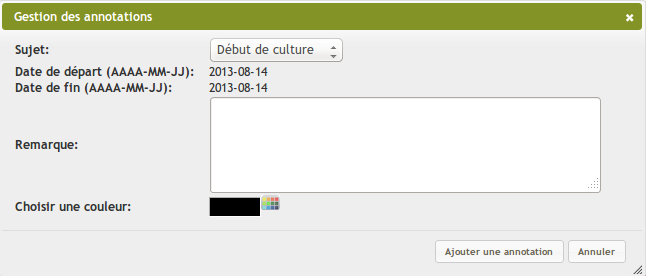 Gestion des annotations
Sujet: Début de culture
Date de départ (AAAA-MM-JJ): 2013-08-14
Date de fin (AAAA-MM-JJ): 2013-08-14
Remarque:
Choisir une couleur:
Ajouter une annotation Annuler